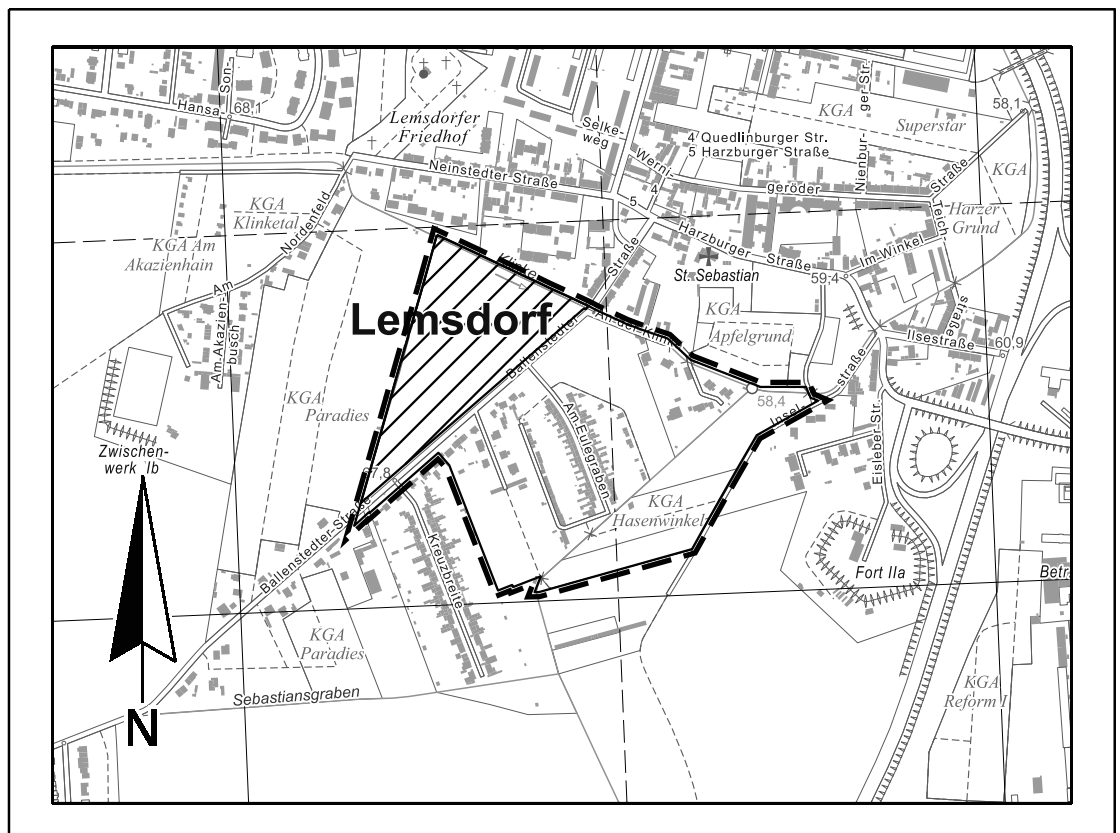 Hansa-
Son-
68,1
Lemsdorfer
Friedhof
Selke-
weg
4 Quedlinburger Str.
5 Harzburger Straße
Nienbur-
ger-Str.
KGA
Superstar
58,1
KGA
Neinstedter Straße
Werni-
geröder
Straße
4
5
Teich
Harzer
Grund
KGA
Klinketal
KGA Am
Akazienhain
Am
Nordenfeld
Klinke
Straße
Harzburger Straße
Im-Winkel
St. Sebastian
59,4
straße
Ilsestraße
60,9
Lemsdorf
KGA
Apfelgrund
Ballenstedter
58,4
Insel-
straße
Am-Akazien-
busch
KGA
Paradies
Am-Eulegraben
Eisleber-Str.
Zwischen-
werk Ib
KGA
Hasenwinkel
Ballenstedter-Straße
Kreuzbreite
Fort IIa
Betr.
KGA
Paradies
Sebastiansgraben
KGA
Reform I
N